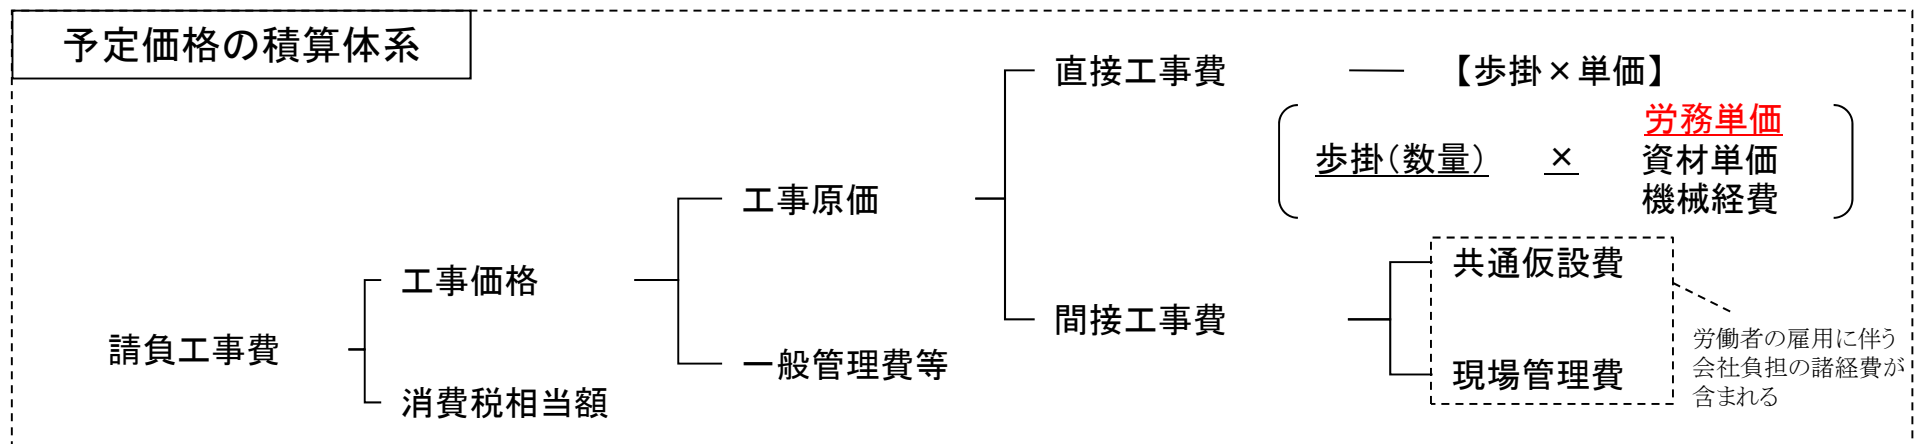 予定価格の積算体系
直接工事費 【歩掛×単価】
労務単価
歩掛(数量) × 資材単価
機械経費
工事原価
共通仮設費
工事価格
間接工事費
請負工事費
労働者の雇用に伴う
会社負担の諸経費が
含まれる
一般管理費等
現場管理費
消費税相当額